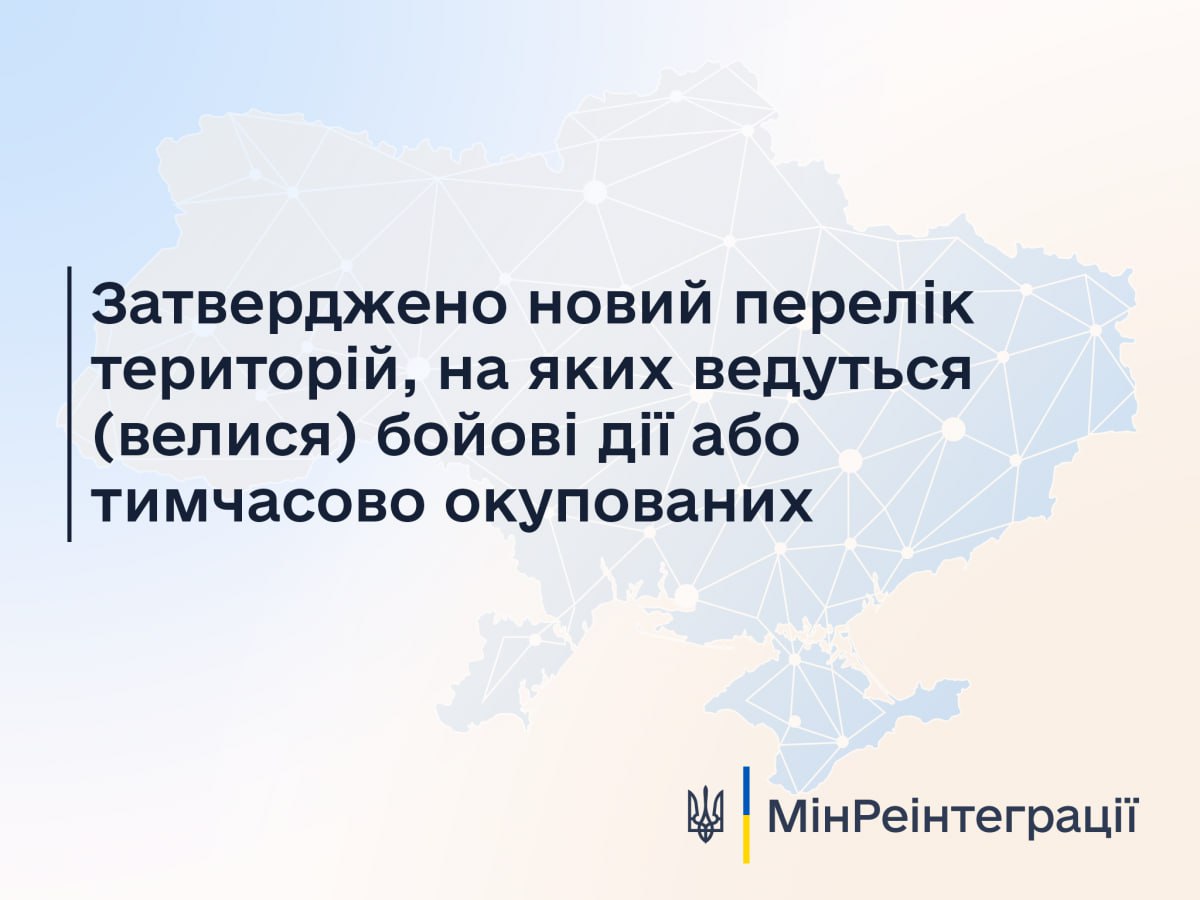 Затверджено новий перелік
територій, на яких ведуться
(велися) бойові дії або
тимчасово окупованих
МінРеінтеграції